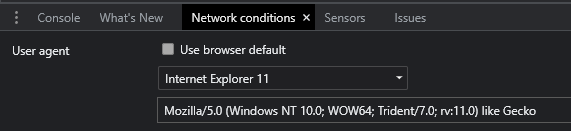 Console What's New Network conditions × Sensors Issues
User agent Use browser default
Internet Explorer 11
Mozilla/5.0 (Windows NT 10.0; WOW64; Trident/7.0; rv:11.0) like Gecko